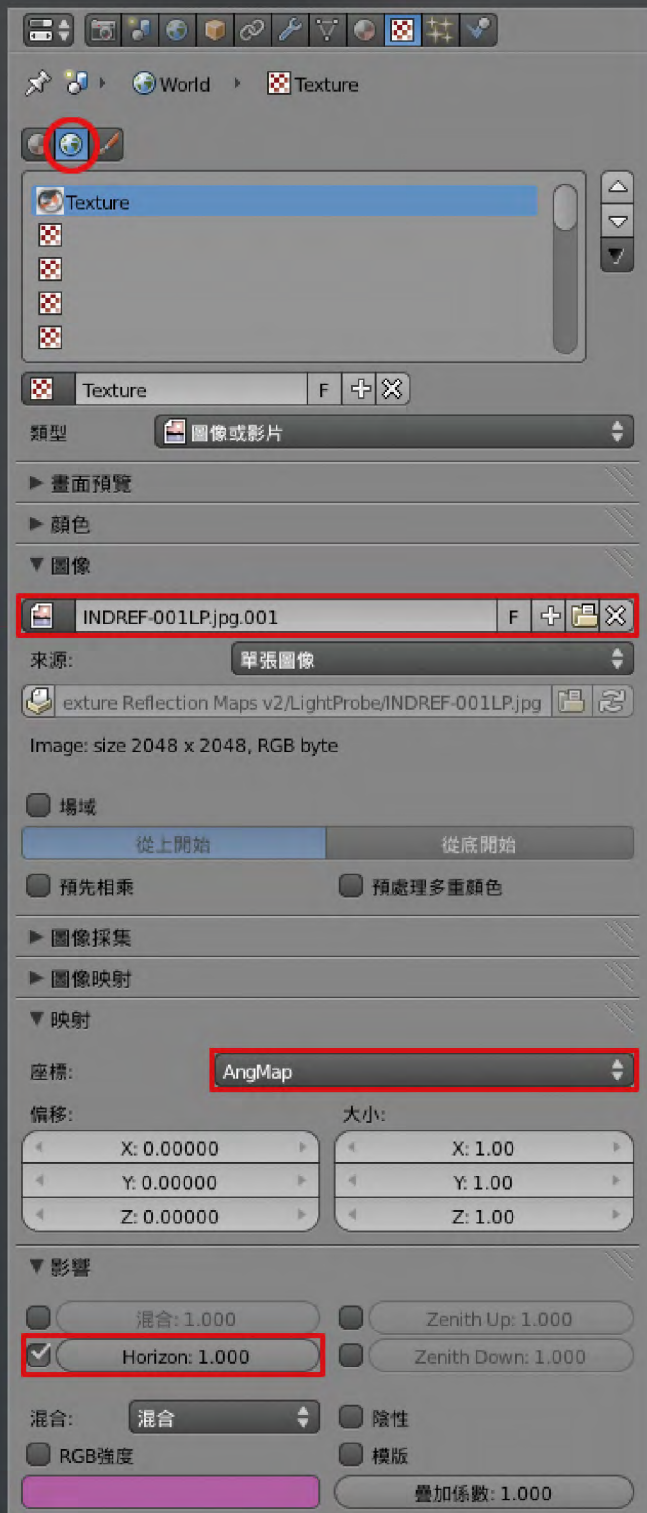 World Texture
Texture
Texture F
類型 圖像或影片
畫面預覽
顏色
圖像
INDREF-001LP.jpg.001 F
來源: 單張圖像
exture Reflection Maps v2/LightProbe/INDREF-001LP.jpg
Image: size 2048 x 2048, RGB byte
場域
從上開始 從底開始
預先相乘 預處理多重顏色
圖像採集
圖像映射
映射
座標: AngMap
偏移: 大小:
X: 0.00000 X: 1.00
Y: 0.00000 Y: 1.00
Z: 0.00000 Z: 1.00
影響
混合: 1.000 Zenith Up: 1.000
Horizon: 1.000 Zenith Down: 1.000
混合: 混合 陰性
RGB強度 模版
疊加係數: 1.000